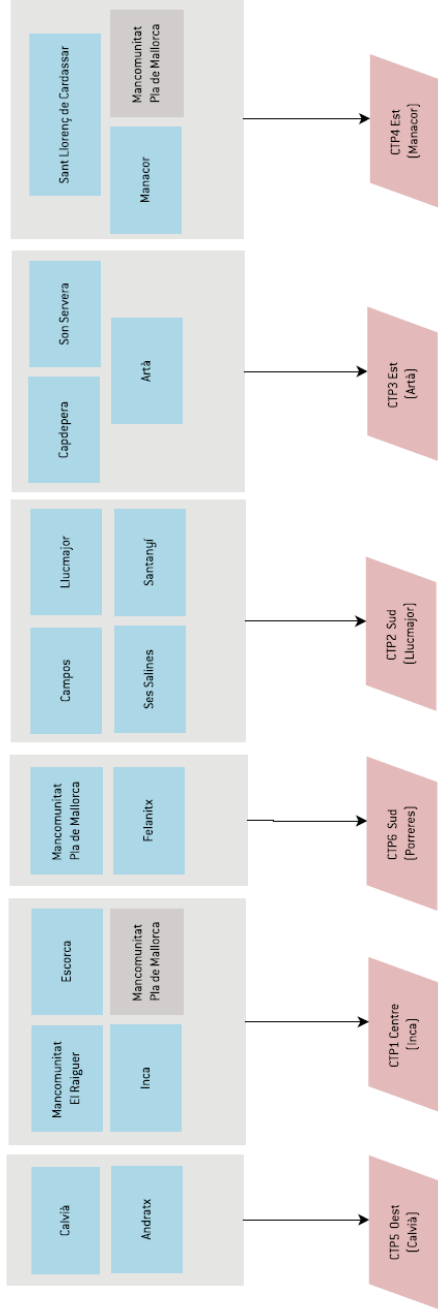 Calvià
Andratx
CTP5 Oest
(Calvià)
Mancomunitat
El Raiguer
Escorca
Inca
Mancomunitat
Pla de Mallorca
CTP1 Centre
(Inca)
Mancomunitat
Pla de Mallorca
Felanitx
CTP6 Sud
(Porreres)
Campos
Llucmajor
Ses Salines
Santanyí
CTP2 Sud
(Llucmajor)
Capdepera
Son Servera
Artà
CTP3 Est
(Artà)
Sant Llorenç de Cardassar
Manacor
Mancomunitat
Pla de Mallorca
CTP4 Est
(Manacor)